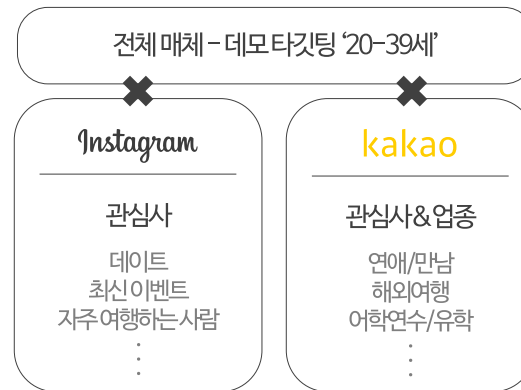 전체 매체 – 데모 타깃팅 ‘20-39세’
Instagram
관심사
데이트
최신 이벤트
자주 여행하는 사람
kakao
관심사 & 업종
연애/만남
해외여행
어학연수/유학